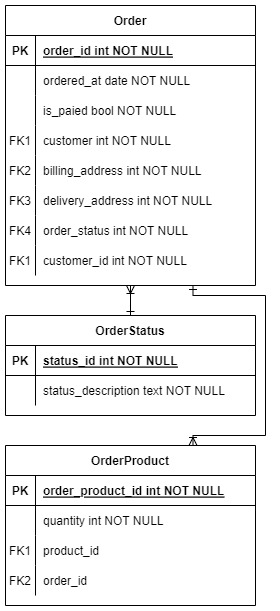 Order
PK order_id int NOT NULL
ordered_at date NOT NULL
is_paied bool NOT NULL
FK1 customer int NOT NULL
FK2 billing_address int NOT NULL
FK3 delivery_address int NOT NULL
FK4 order_status int NOT NULL
FK1 customer_id int NOT NULL
OrderStatus
PK status_id int NOT NULL
status_description text NOT NULL
OrderProduct
PK order_product_id int NOT NULL
quantity int NOT NULL
FK1 product_id
FK2 order_id